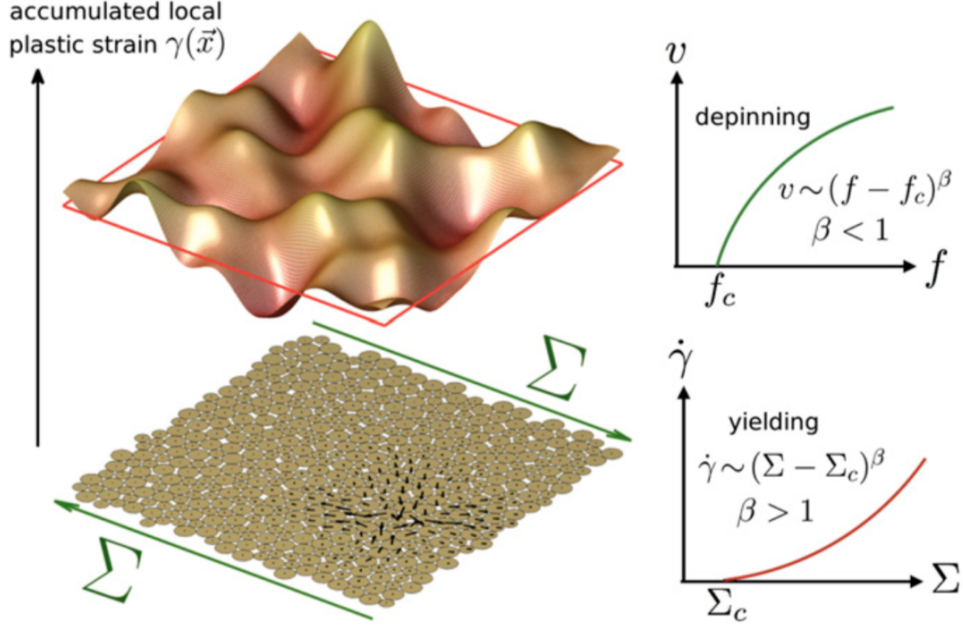 accumulated local
plastic strain γ(x⃗)
Σ
Σ
v
depinning
v ~ (f − f_c)^β
β < 1
f_c
f
γ̇
yielding
γ̇ ~ (Σ − Σ_c)^β
β > 1
Σ_c
Σ